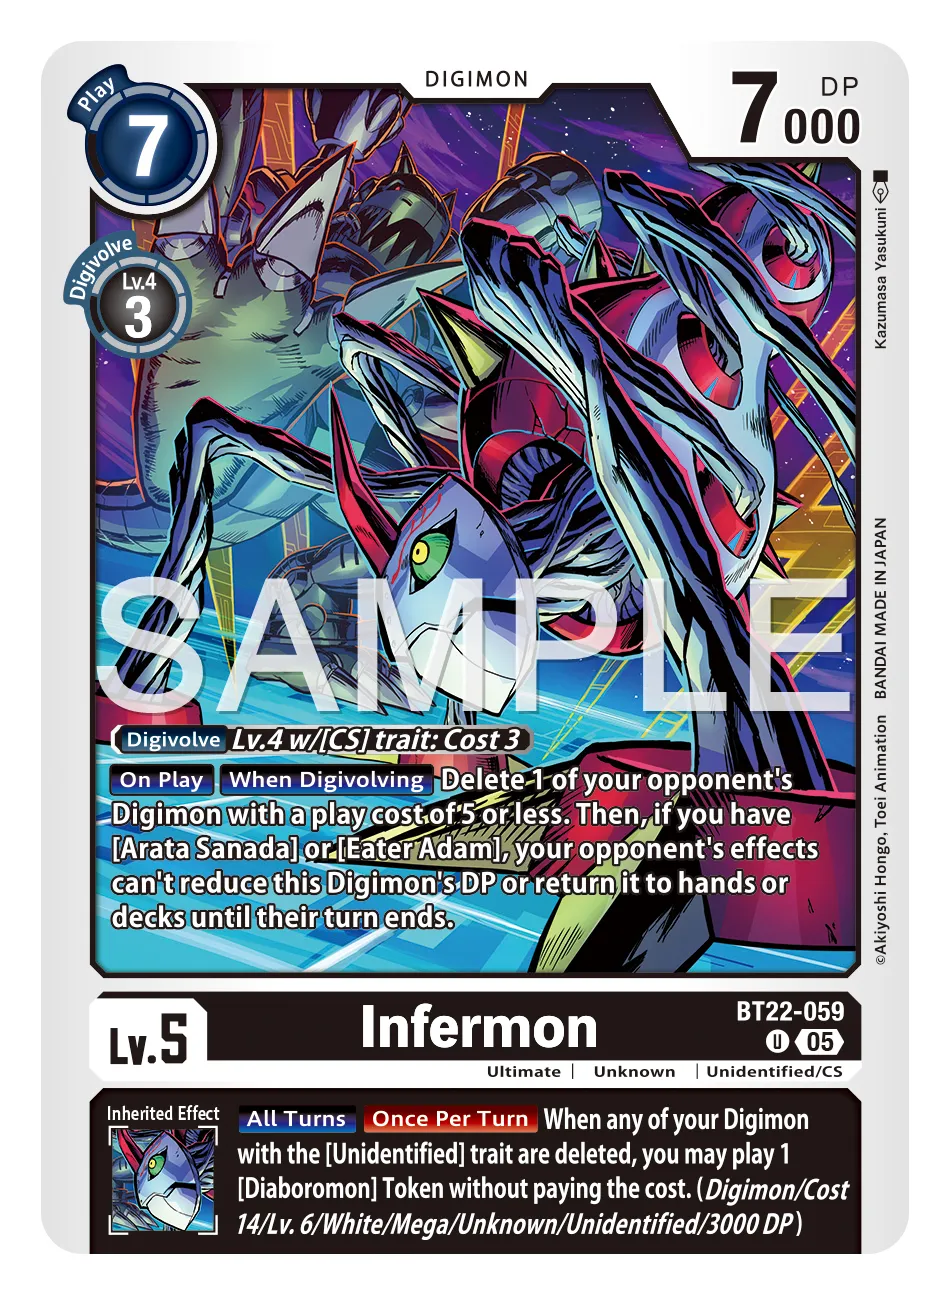 DIGIMON
Play
7
7000
DP
Digivolve
Lv.4
3
Kazumasa Yasukuni
BANDAI MADE IN JAPAN
©Akiyoshi Hongo, Toei Animation
SAMPLE
Digivolve Lv.4 w/[CS] trait: Cost 3
On Play When Digivolving Delete 1 of your opponent's
Digimon with a play cost of 5 or less. Then, if you have
[Arata Sanada] or [Eater Adam], your opponent's effects
can't reduce this Digimon's DP or return it to hands or
decks until their turn ends.
Lv.5
Infermon
BT22-059
U 05
Ultimate | Unknown | Unidentified/CS
Inherited Effect
All Turns Once Per Turn When any of your Digimon
with the [Unidentified] trait are deleted, you may play 1
[Diaboromon] Token without paying the cost. (Digimon/Cost
14/Lv. 6/White/Mega/Unknown/Unidentified/3000 DP)